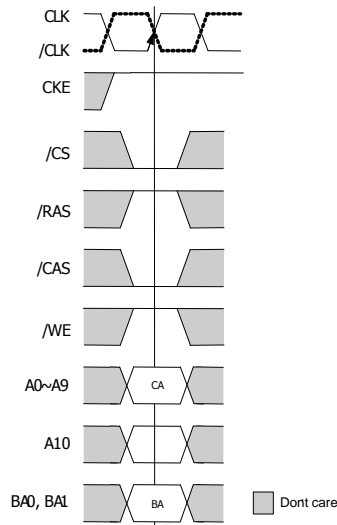 CLK
/CLK
CKE
/CS
/RAS
/CAS
/WE
A0~A9
CA
A10
BA0, BA1
BA
Dont care